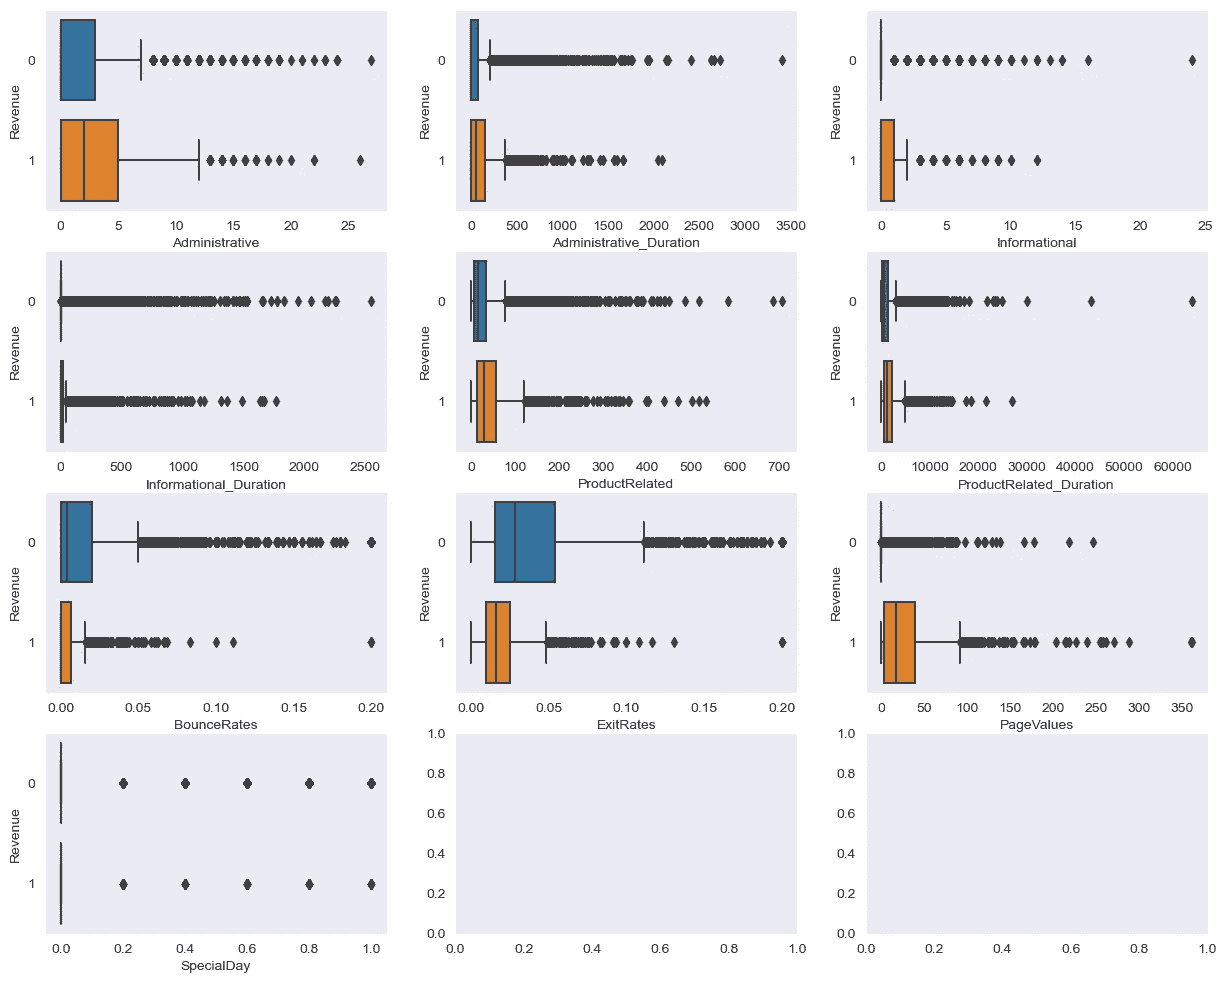 Revenue
0
1
0 5 10 15 20 25
Administrative
Revenue
0
1
0 500 1000 1500 2000 2500 3000 3500
Administrative_Duration
Revenue
0
1
0 5 10 15 20 25
Informational
Revenue
0
1
0 500 1000 1500 2000 2500
Informational_Duration
Revenue
0
1
0 100 200 300 400 500 600 700
ProductRelated
Revenue
0
1
0 10000 20000 30000 40000 50000 60000
ProductRelated_Duration
Revenue
0
1
0.00 0.05 0.10 0.15 0.20
BounceRates
Revenue
0
1
0.00 0.05 0.10 0.15 0.20
ExitRates
Revenue
0
1
0 50 100 150 200 250 300 350
PageValues
Revenue
0
1
0.0 0.2 0.4 0.6 0.8 1.0
SpecialDay
1.0
0.8
0.6
0.4
0.2
0.0
0.0 0.2 0.4 0.6 0.8 1.0
1.0
0.8
0.6
0.4
0.2
0.0
0.0 0.2 0.4 0.6 0.8 1.0